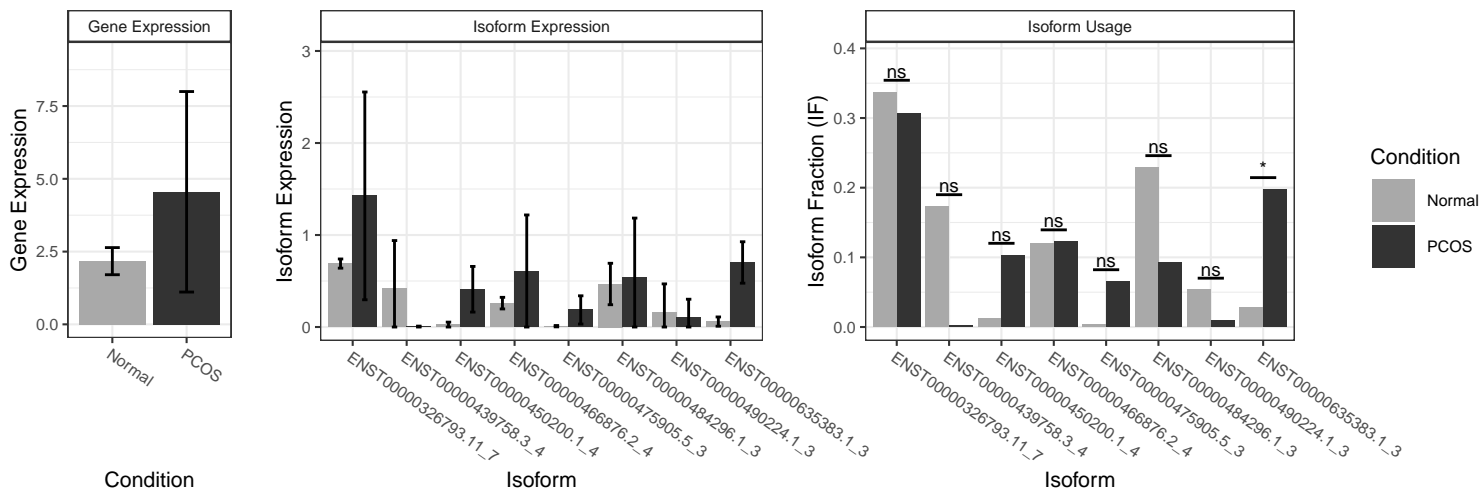 Gene Expression
Isoform Expression
Isoform Usage
Gene Expression
7.5
5.0
2.5
0.0
Normal
PCOS
Condition
Isoform Expression
3
2
1
0
ENST00000326793.11_7
ENST00000439758.3_4
ENST00000450200.1_4
ENST00000466876.2_4
ENST00000475905.5_3
ENST00000484296.1_3
ENST00000490224.1_3
ENST00000635383.1_3
Isoform
Isoform Fraction (IF)
0.4
0.3
0.2
0.1
0.0
ns
ns
ns
ns
ns
ns
ns
*
ENST00000326793.11_7
ENST00000439758.3_4
ENST00000450200.1_4
ENST00000466876.2_4
ENST00000475905.5_3
ENST00000484296.1_3
ENST00000490224.1_3
ENST00000635383.1_3
Isoform
Condition
Normal
PCOS